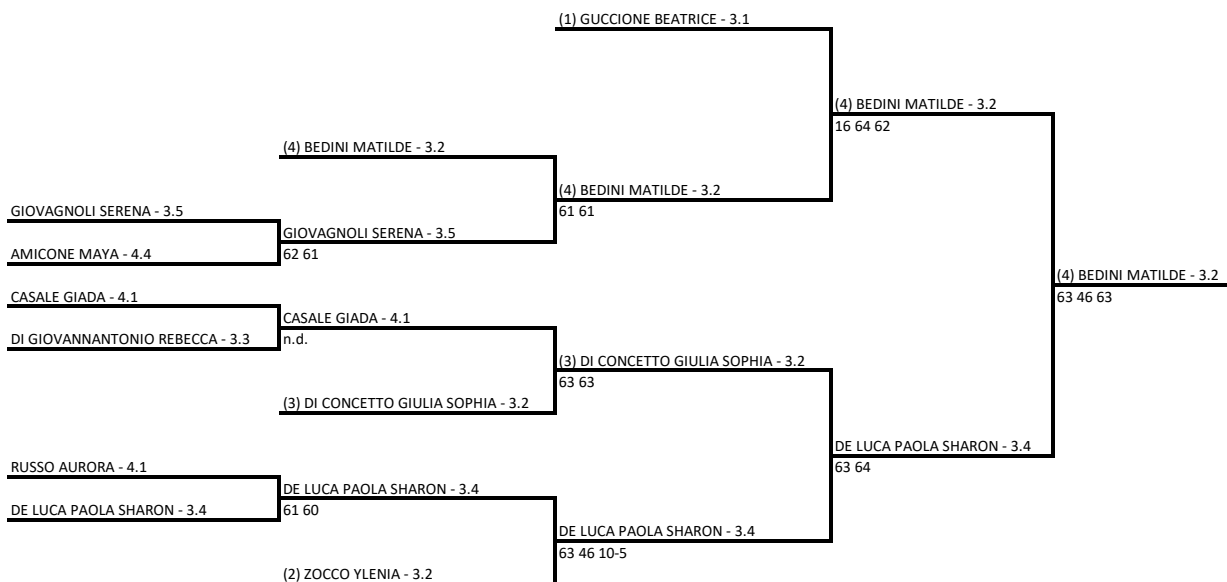 (1) GUCCIONE BEATRICE - 3.1
(4) BEDINI MATILDE - 3.2
16 64 62
(4) BEDINI MATILDE - 3.2
(4) BEDINI MATILDE - 3.2
61 61
GIOVAGNOLI SERENA - 3.5
GIOVAGNOLI SERENA - 3.5
62 61
AMICONE MAYA - 4.4
(4) BEDINI MATILDE - 3.2
63 46 63
CASALE GIADA - 4.1
CASALE GIADA - 4.1
n.d.
DI GIOVANNANTONIO REBECCA - 3.3
(3) DI CONCETTO GIULIA SOPHIA - 3.2
63 63
(3) DI CONCETTO GIULIA SOPHIA - 3.2
DE LUCA PAOLA SHARON - 3.4
63 64
RUSSO AURORA - 4.1
DE LUCA PAOLA SHARON - 3.4
61 60
DE LUCA PAOLA SHARON - 3.4
DE LUCA PAOLA SHARON - 3.4
63 46 10-5
(2) ZOCCO YLENIA - 3.2